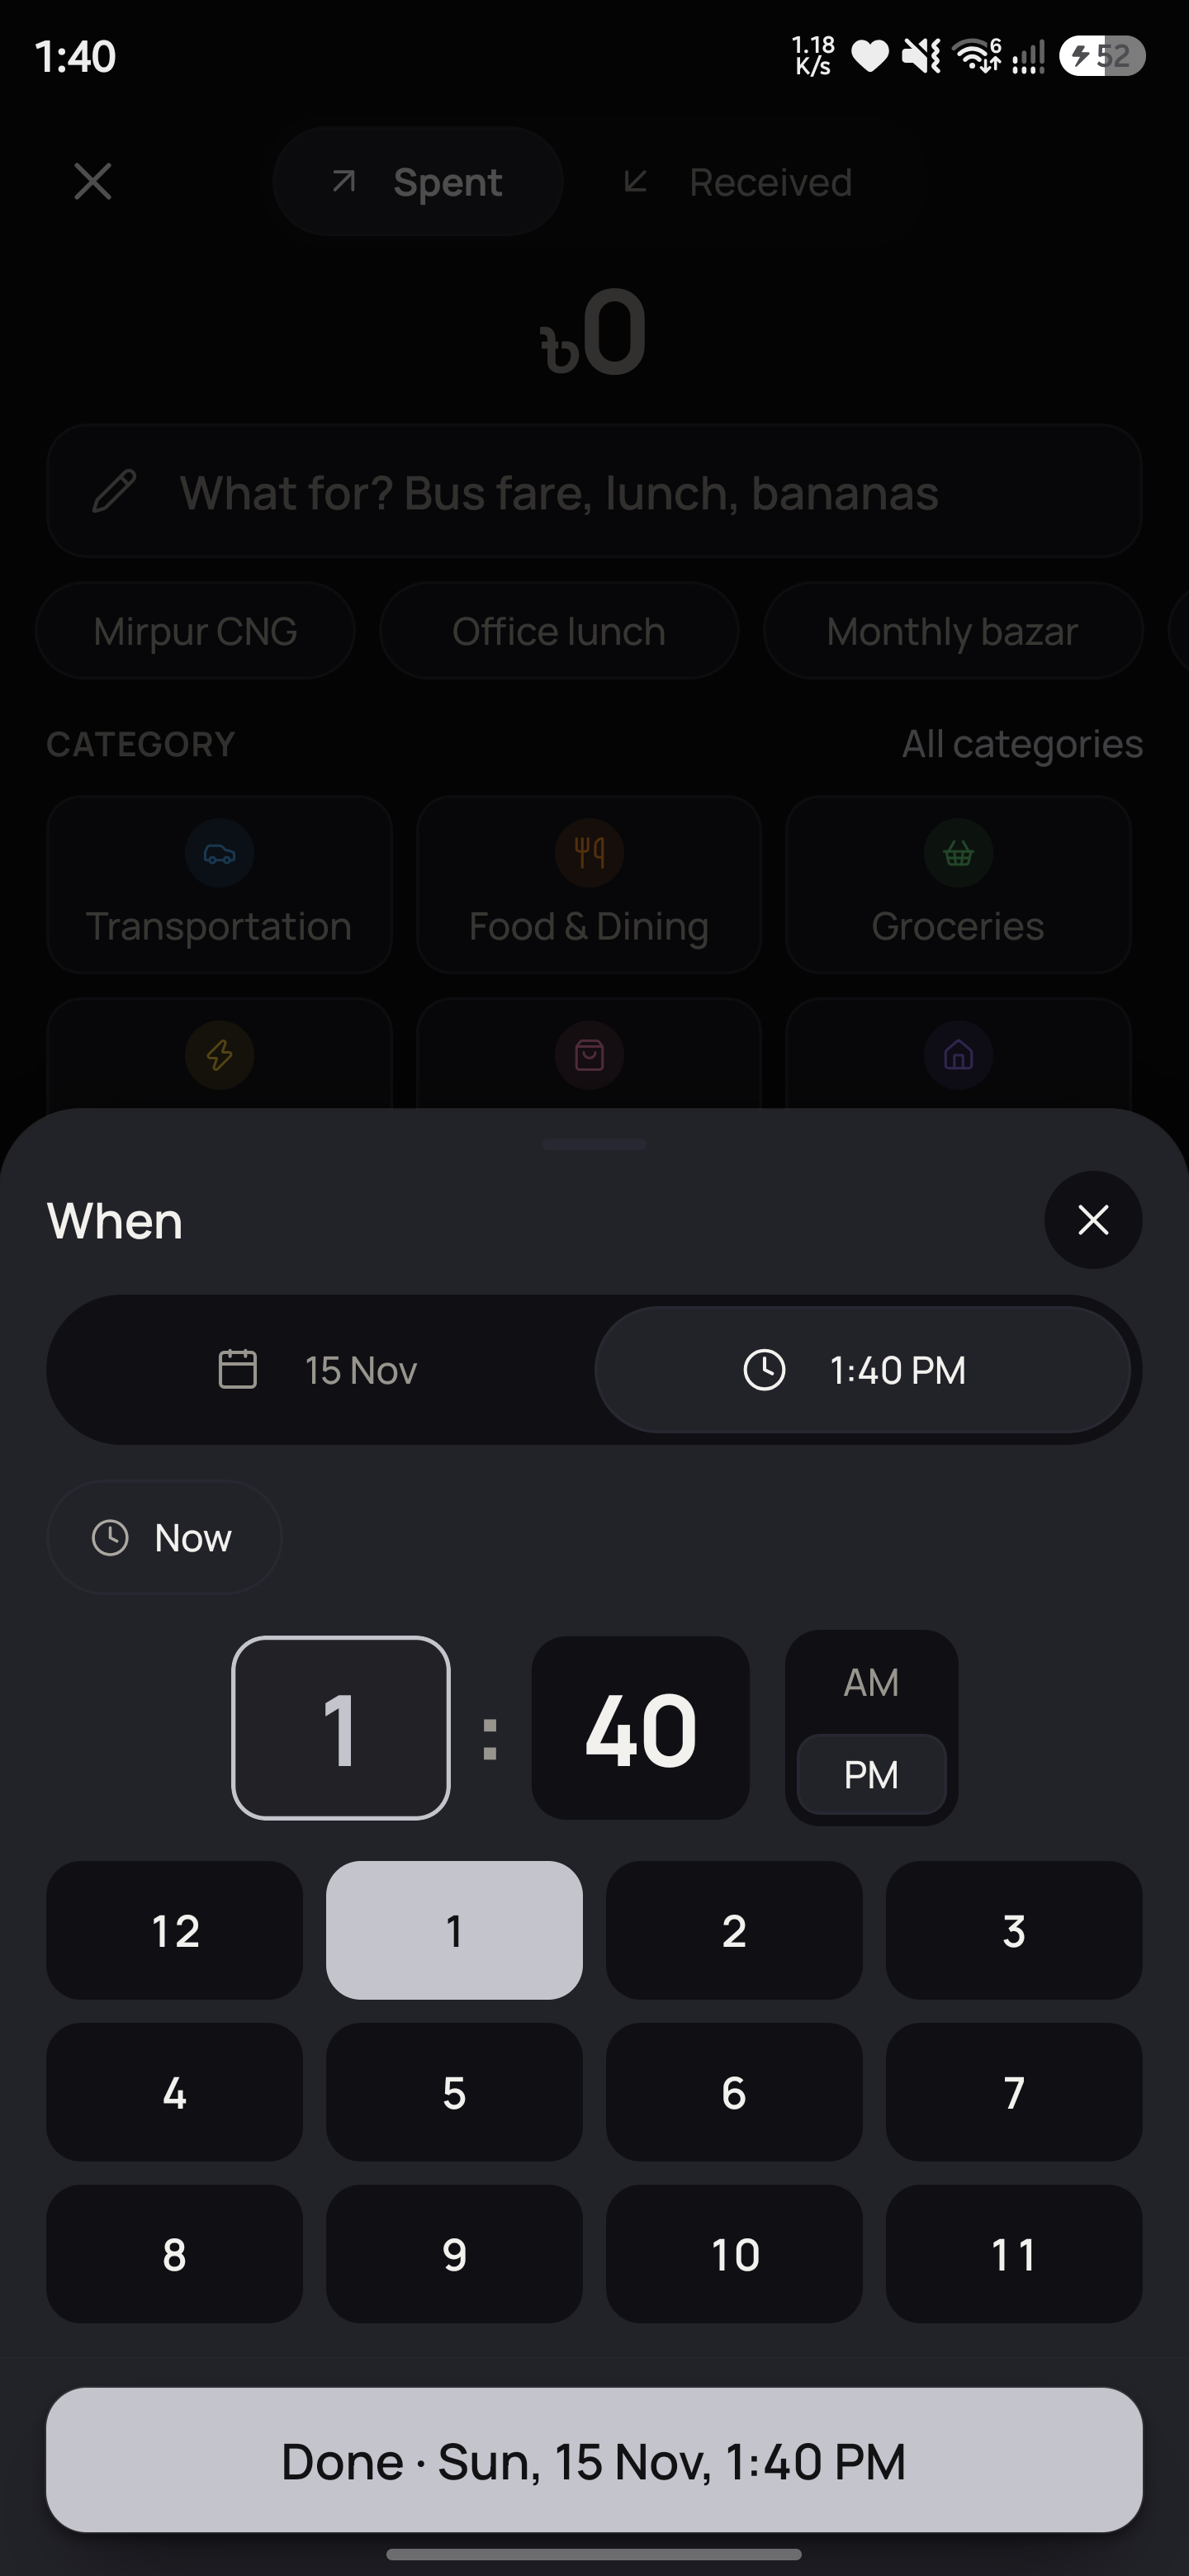 1:40
1.18 K/s 6 52
Spent Received
৳0
What for? Bus fare, lunch, bananas
Mirpur CNG Office lunch Monthly bazar
CATEGORY All categories
Transportation Food & Dining Groceries
When
15 Nov 1:40 PM
Now
1 : 40 AM
PM
12 1 2 3
4 5 6 7
8 9 10 11
Done · Sun, 15 Nov, 1:40 PM